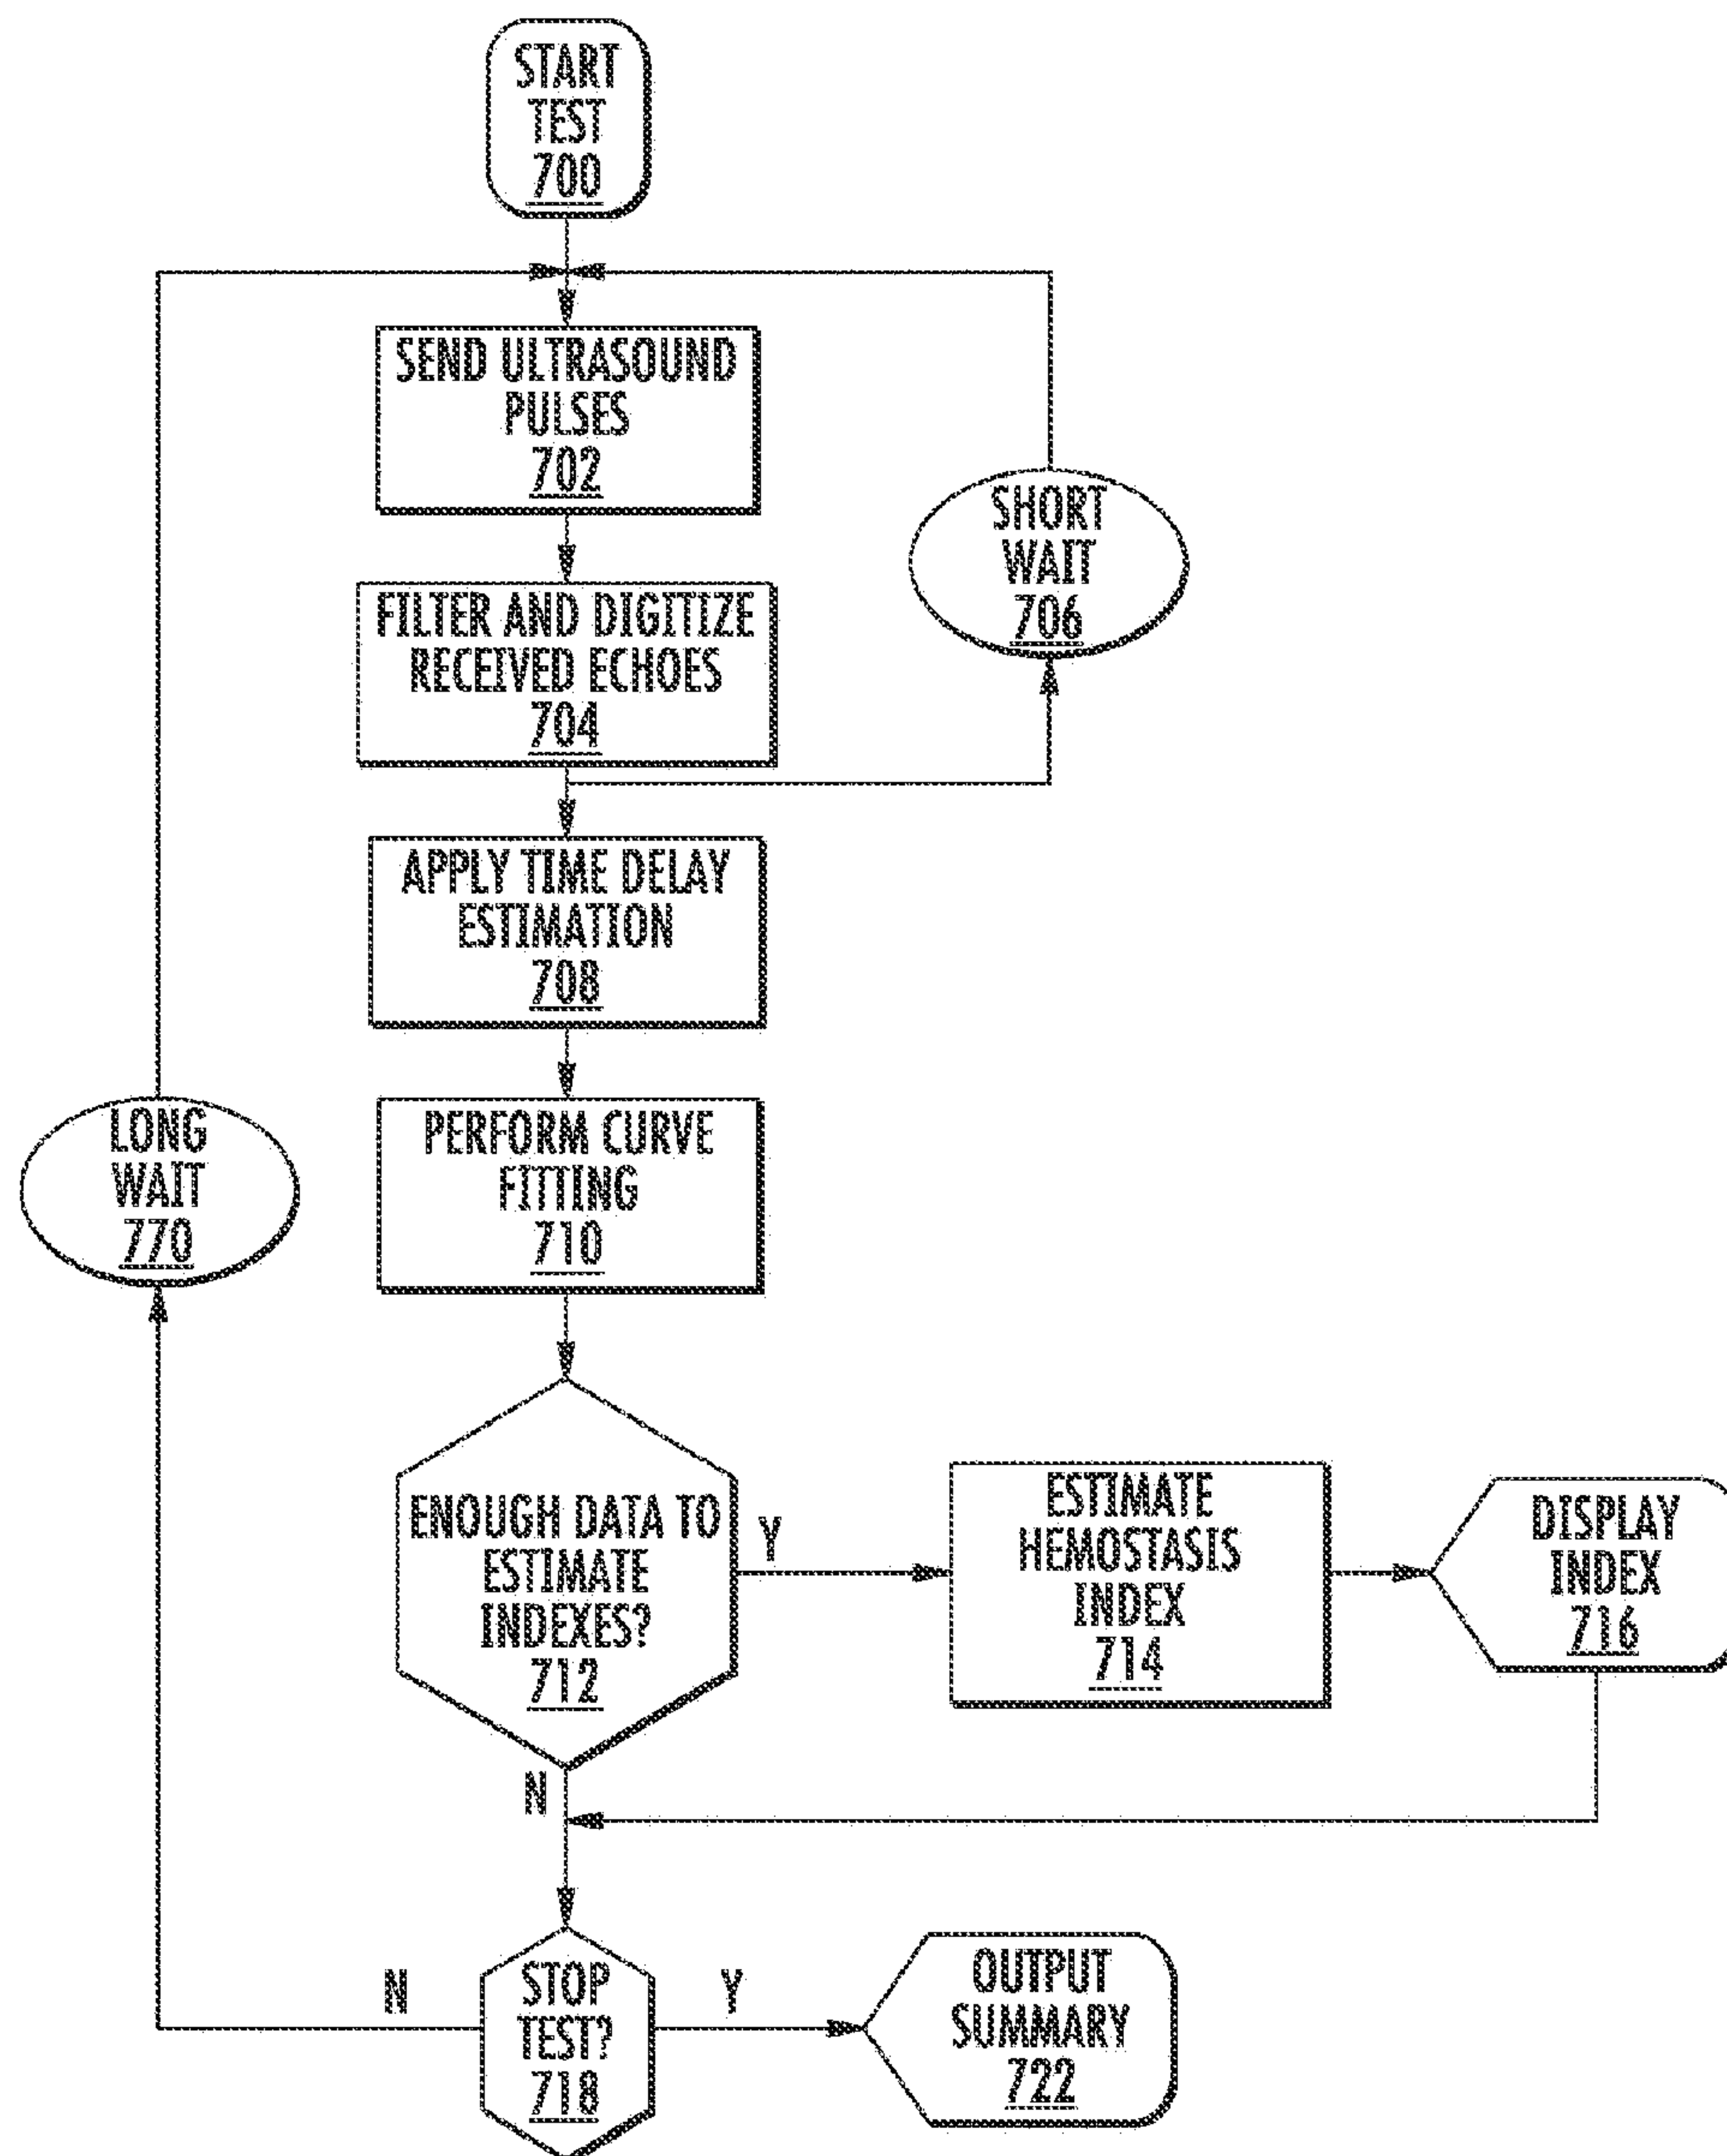 START
TEST
700
SEND ULTRASOUND
PULSES
702
SHORT
WAIT
706
FILTER AND DIGITIZE
RECEIVED ECHOES
704
APPLY TIME DELAY
ESTIMATION
708
LONG
WAIT
770
PERFORM CURVE
FITTING
710
ENOUGH DATA TO
ESTIMATE
INDEXES?
712
Y
ESTIMATE
HEMOSTASIS
INDEX
714
DISPLAY
INDEX
716
N
N
STOP
TEST?
718
Y
OUTPUT
SUMMARY
722